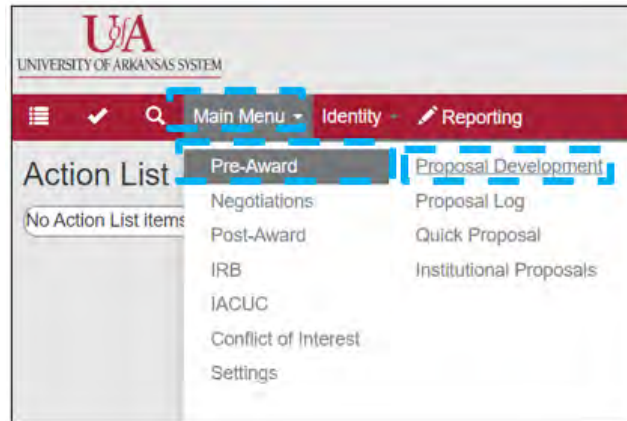 UA
UNIVERSITY OF ARKANSAS SYSTEM
Main Menu Identity Reporting
Action List
No Action List items
Pre-Award
Negotiations
Post-Award
IRB
IACUC
Conflict of Interest
Settings
Proposal Development
Proposal Log
Quick Proposal
Institutional Proposals